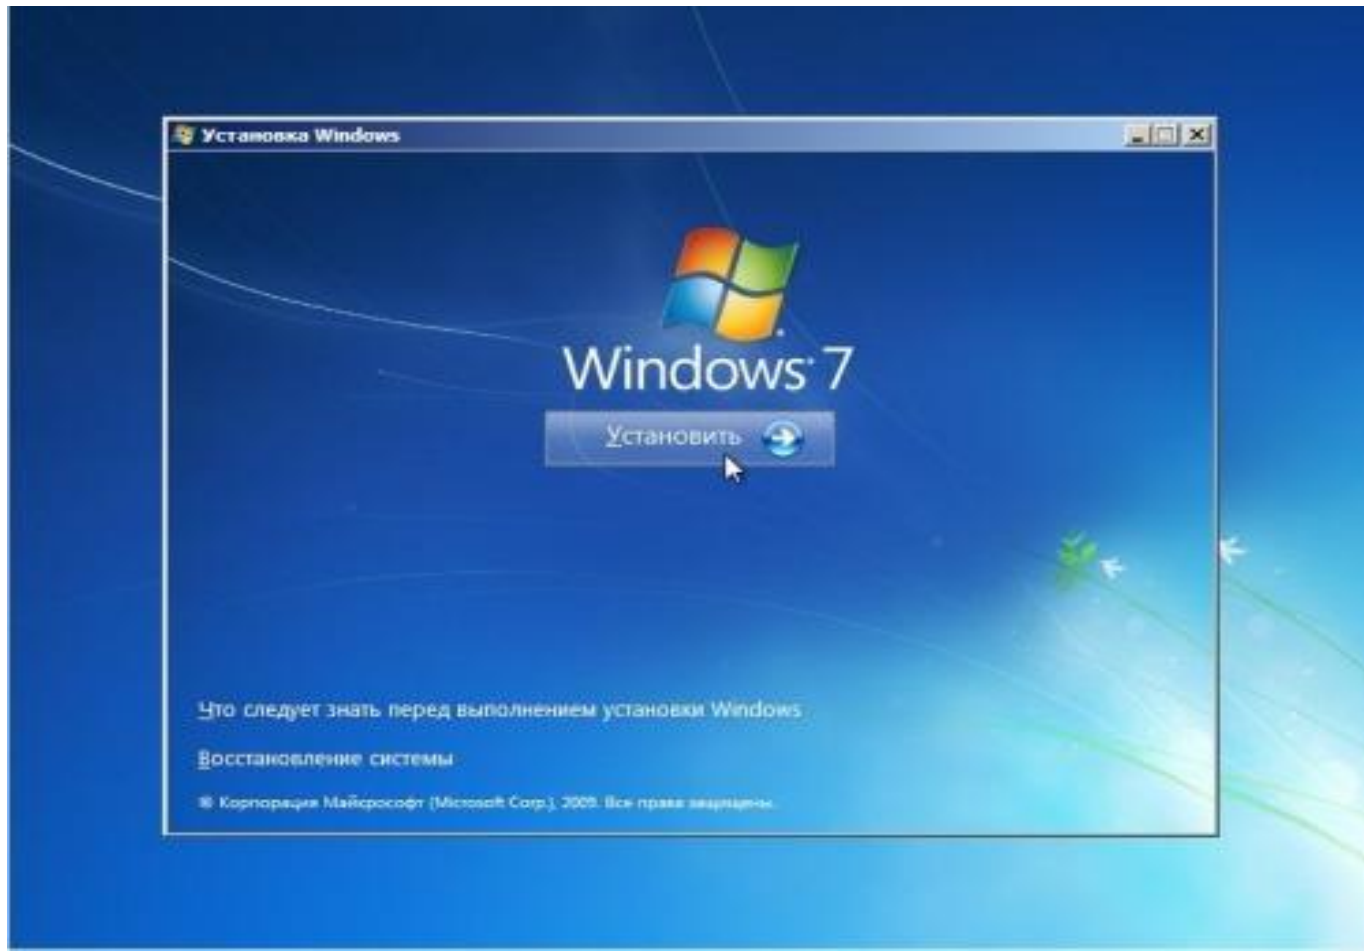 Установка Windows
Windows 7
Установить
Что следует знать перед выполнением установки Windows
Восстановление системы
© Корпорация Майкрософт (Microsoft Corp.), 2009. Все права защищены.